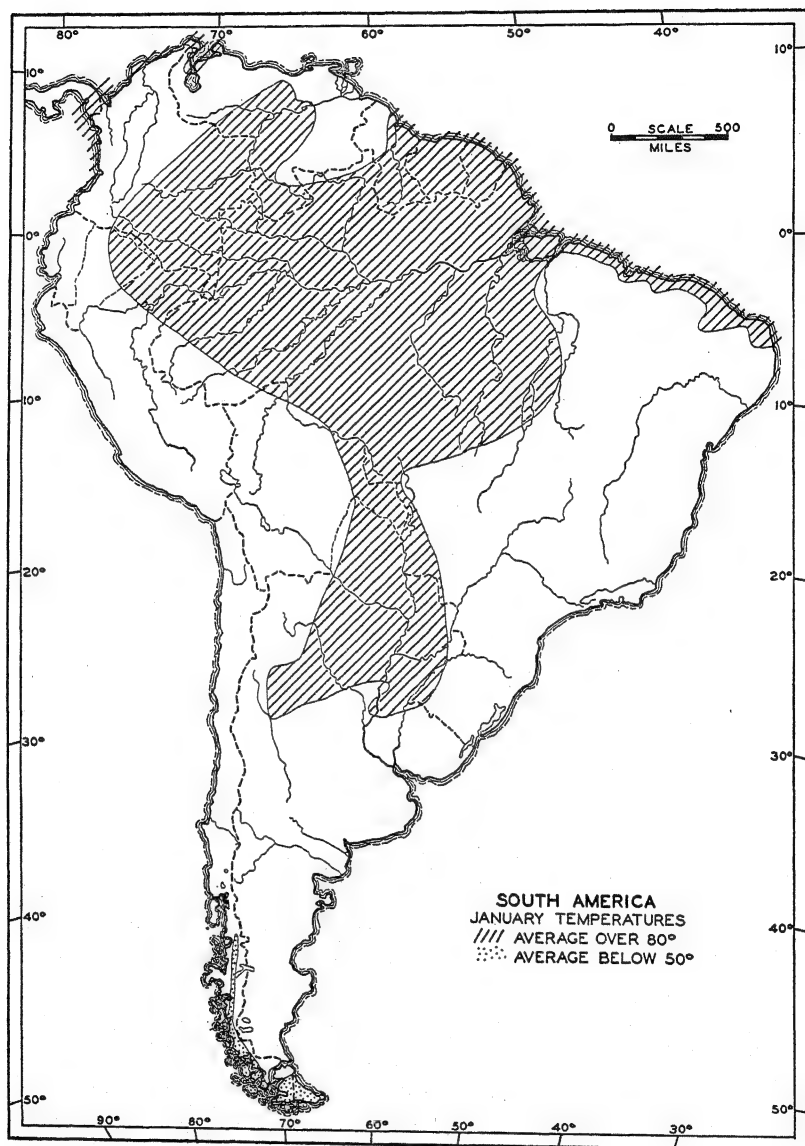 80° 70° 60° 50° 40°
10° 10°
0 SCALE 500
MILES
0° 0°
10° 10°
20° 20°
30° 30°
SOUTH AMERICA
JANUARY TEMPERATURES
//// AVERAGE OVER 80°
AVERAGE BELOW 50°
40° 40°
50° 50°
90° 80° 70° 60° 50° 40° 30°